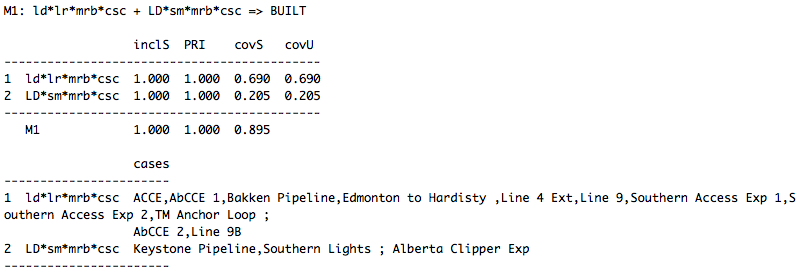 M1: ld*lr*mrb*csc + LD*sm*mrb*csc => BUILT
inclS PRI covS covU
-------------------------------------------
1 ld*lr*mrb*csc 1.000 1.000 0.690 0.690
2 LD*sm*mrb*csc 1.000 1.000 0.205 0.205
-------------------------------------------
M1 1.000 1.000 0.895
cases
-----------------------
1 ld*lr*mrb*csc ACCE,AbCCE 1,Bakken Pipeline,Edmonton to Hardisty ,Line 4 Ext,Line 9,Southern Access Exp 1,S
outhern Access Exp 2,TM Anchor Loop ;
AbCCE 2,Line 9B
2 LD*sm*mrb*csc Keystone Pipeline,Southern Lights ; Alberta Clipper Exp
-----------------------